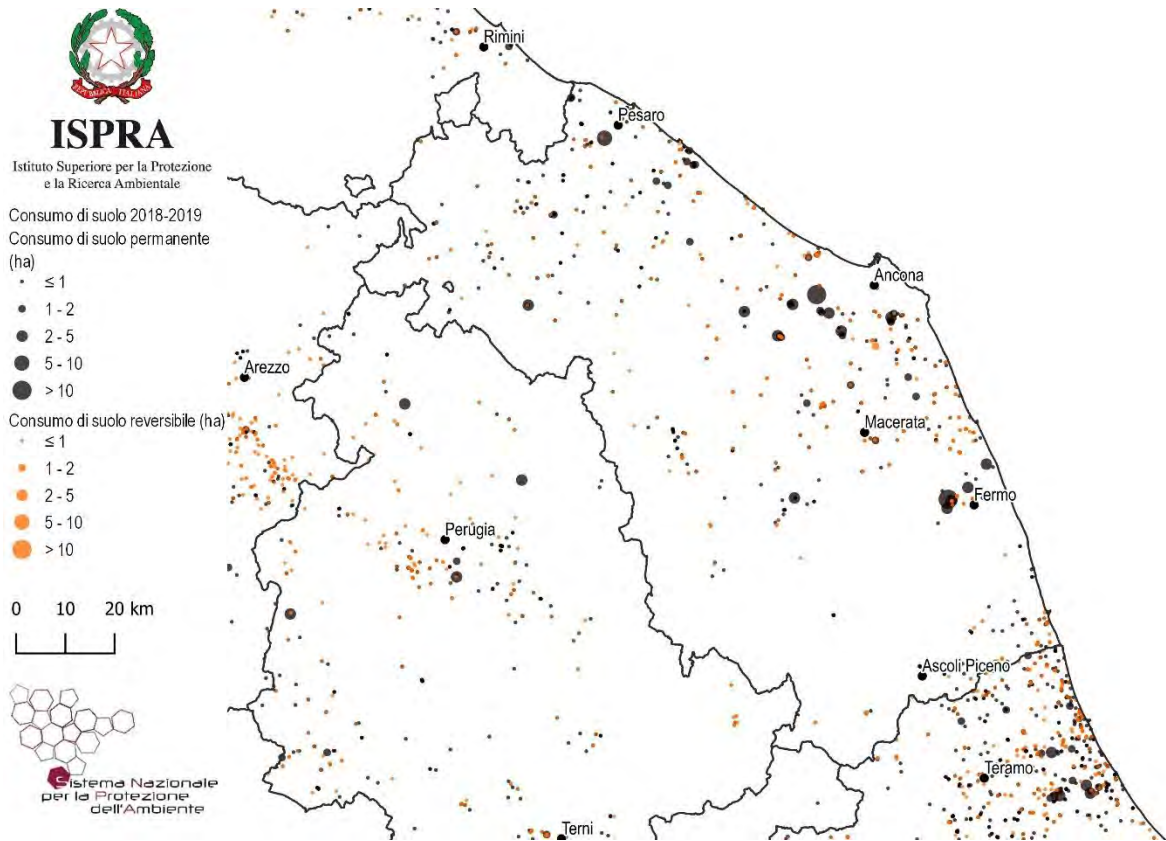 REPVBBLICA ITALIANA
ISPRA
Istituto Superiore per la Protezione
e la Ricerca Ambientale
Consumo di suolo 2018-2019
Consumo di suolo permanente
(ha)
≤ 1
1 - 2
2 - 5
5 - 10
> 10
Consumo di suolo reversibile (ha)
≤ 1
1 - 2
2 - 5
5 - 10
> 10
0 10 20 km
Sistema Nazionale
per la Protezione
dell'Ambiente
Rimini
Pesaro
Ancona
Arezzo
Macerata
Fermo
Perugia
Ascoli Piceno
Teramo
Terni